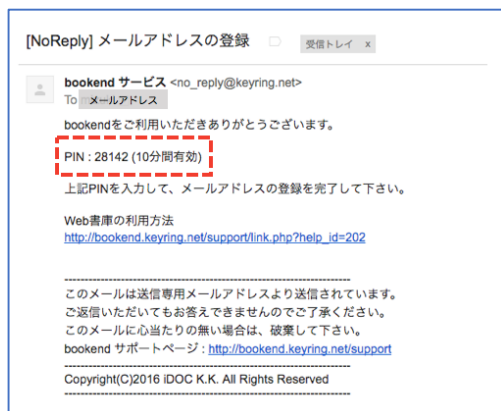 [NoReply] メールアドレスの登録
受信トレイ x
bookend サービス <no_reply@keyring.net>
To メールアドレス
bookendをご利用いただきありがとうございます。
PIN : 28142 (10分間有効)
上記PINを入力して、メールアドレスの登録を完了して下さい。
Web書庫の利用方法
http://bookend.keyring.net/support/link.php?help_id=202
------------------------------------------------------------
このメールは送信専用メールアドレスより送信されています。
ご返信いただいてもお答えできませんのでご了承ください。
このメールに心当たりの無い場合は、破棄して下さい。
bookend サポートページ : http://bookend.keyring.net/support
------------------------------------------------------------
Copyright(C)2016 iDOC K.K. All Rights Reserved
------------------------------------------------------------